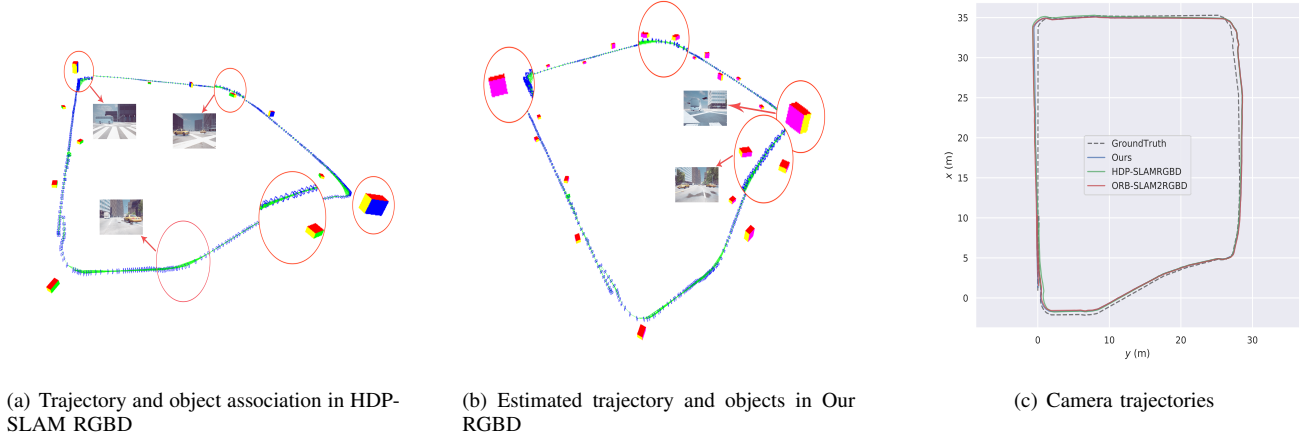 35
30
25
20
15
10
5
0
x (m)
GroundTruth
Ours
HDP-SLAMRGBD
ORB-SLAM2RGBD
0 10 20 30
y (m)
(a) Trajectory and object association in HDP-
SLAM RGBD
(b) Estimated trajectory and objects in Our
RGBD
(c) Camera trajectories